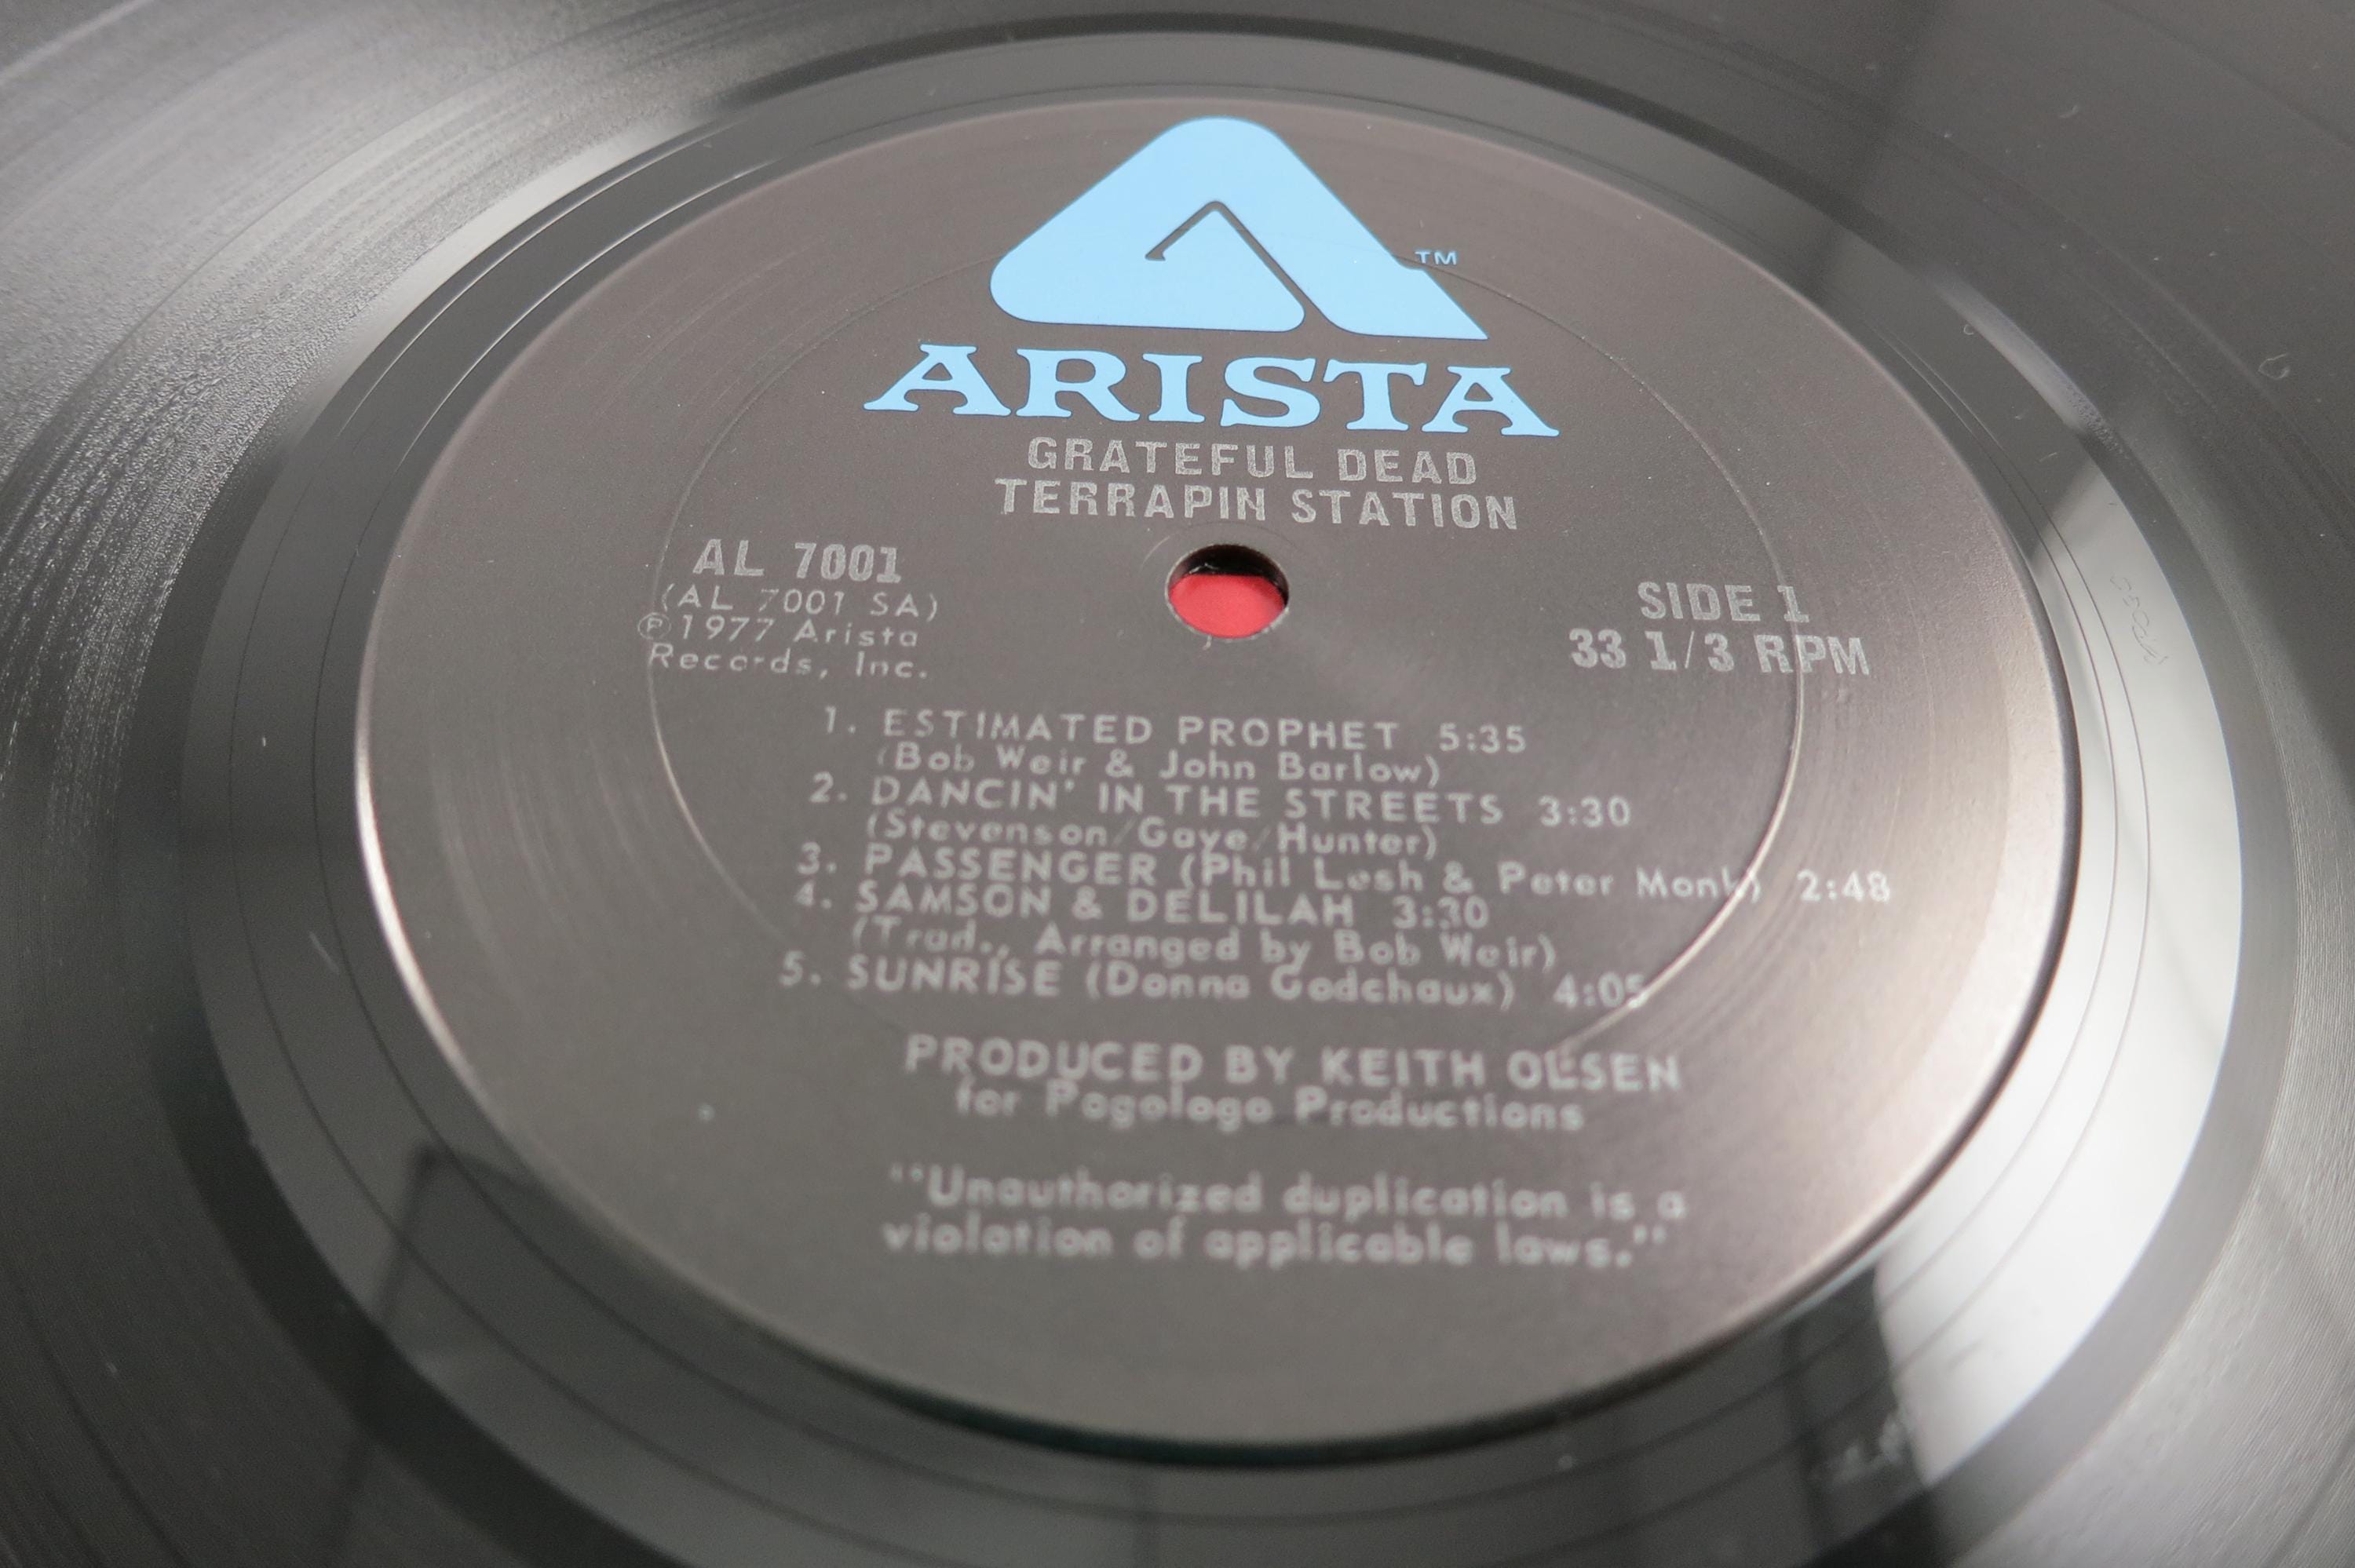 TM
ARISTA
GRATEFUL DEAD
TERRAPIN STATION
AL 7001
(AL 7001 SA)
℗1977 Arista
Records, Inc.
SIDE 1
33 1/3 RPM
1. ESTIMATED PROPHET 5:35
(Bob Weir & John Barlow)
2. DANCIN' IN THE STREETS 3:30
(Stevenson/Gaye/Hunter)
3. PASSENGER (Phil Lesh & Peter Monk) 2:48
4. SAMSON & DELILAH 3:30
(Trad., Arranged by Bob Weir)
5. SUNRISE (Donna Godchaux) 4:05
PRODUCED BY KEITH OLSEN
for Pogologo Productions
"Unauthorized duplication is a
violation of applicable laws."